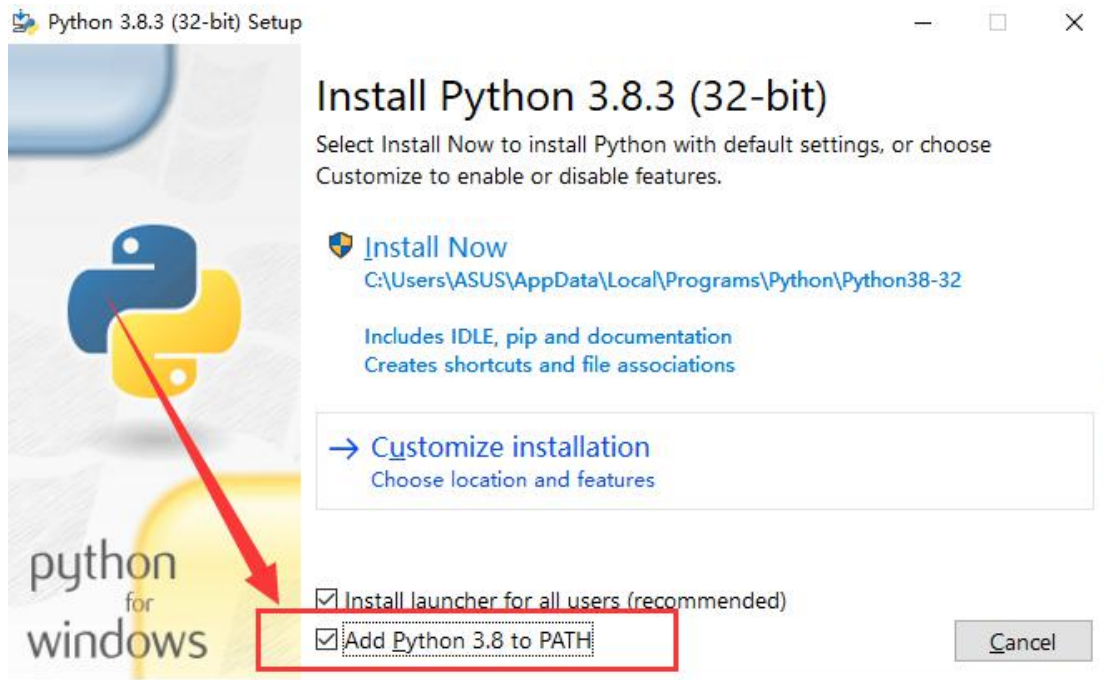 Python 3.8.3 (32-bit) Setup
Install Python 3.8.3 (32-bit)
Select Install Now to install Python with default settings, or choose
Customize to enable or disable features.
Install Now
C:\Users\ASUS\AppData\Local\Programs\Python\Python38-32
Includes IDLE, pip and documentation
Creates shortcuts and file associations
Customize installation
Choose location and features
python
for
windows
Install launcher for all users (recommended)
Add Python 3.8 to PATH
Cancel